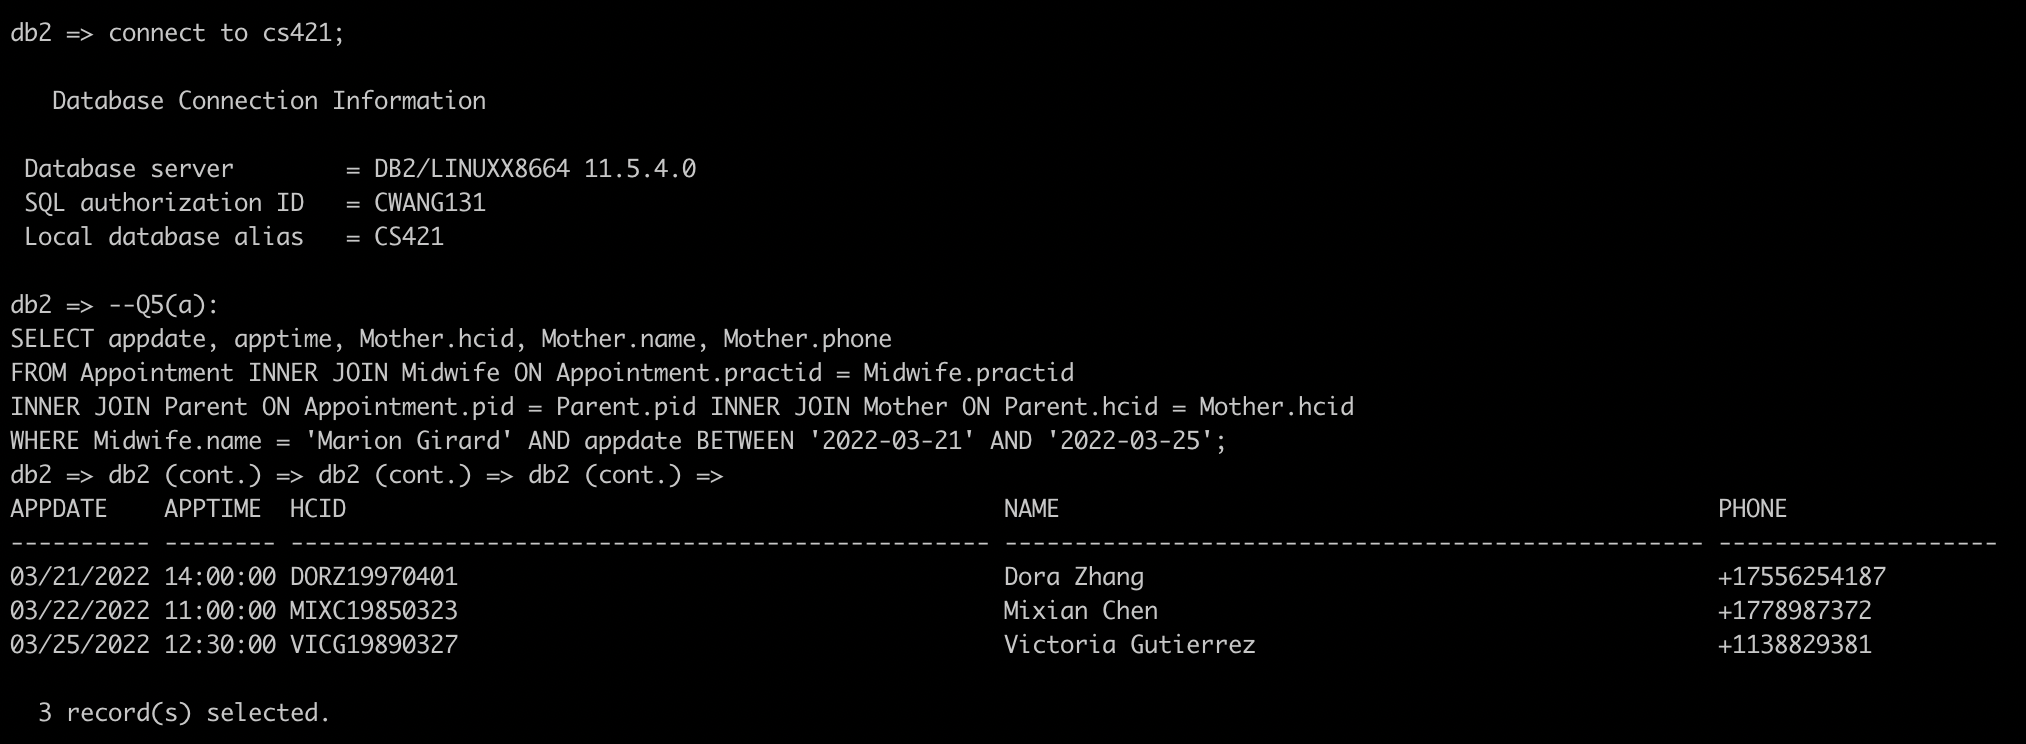 db2 => connect to cs421;
Database Connection Information
Database server        = DB2/LINUXX8664 11.5.4.0
SQL authorization ID   = CWANG131
Local database alias   = CS421
db2 => --Q5(a):
SELECT appdate, apptime, Mother.hcid, Mother.name, Mother.phone
FROM Appointment INNER JOIN Midwife ON Appointment.practid = Midwife.practid
INNER JOIN Parent ON Appointment.pid = Parent.pid INNER JOIN Mother ON Parent.hcid = Mother.hcid
WHERE Midwife.name = 'Marion Girard' AND appdate BETWEEN '2022-03-21' AND '2022-03-25';
db2 => db2 (cont.) => db2 (cont.) => db2 (cont.) =>
APPDATE    APPTIME  HCID                                               NAME                                               PHONE
---------- -------- -------------------------------------------------- -------------------------------------------------- --------------------
03/21/2022 14:00:00 DORZ19970401                                       Dora Zhang                                         +17556254187
03/22/2022 11:00:00 MIXC19850323                                       Mixian Chen                                        +1778987372
03/25/2022 12:30:00 VICG19890327                                       Victoria Gutierrez                                 +1138829381
3 record(s) selected.